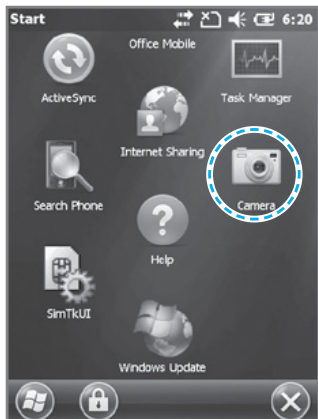 Start 6:20
Office Mobile
ActiveSync
Task Manager
Internet Sharing
Search Phone
Camera
?
Help
SimTkUI
Windows Update